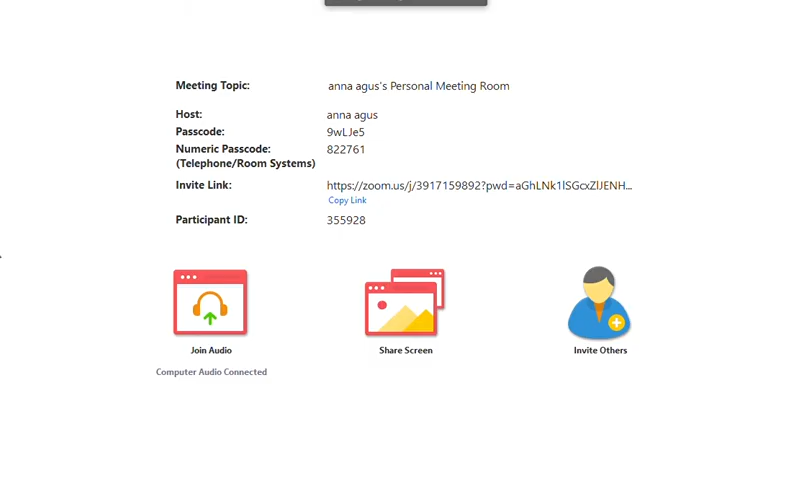 Meeting Topic: anna agus's Personal Meeting Room
Host: anna agus
Passcode: 9wLJe5
Numeric Passcode: 822761
(Telephone/Room Systems)
Invite Link: https://zoom.us/j/3917159892?pwd=aGhLNk1lSGcxZlJENH...
Copy Link
Participant ID: 355928
Join Audio Share Screen Invite Others
Computer Audio Connected